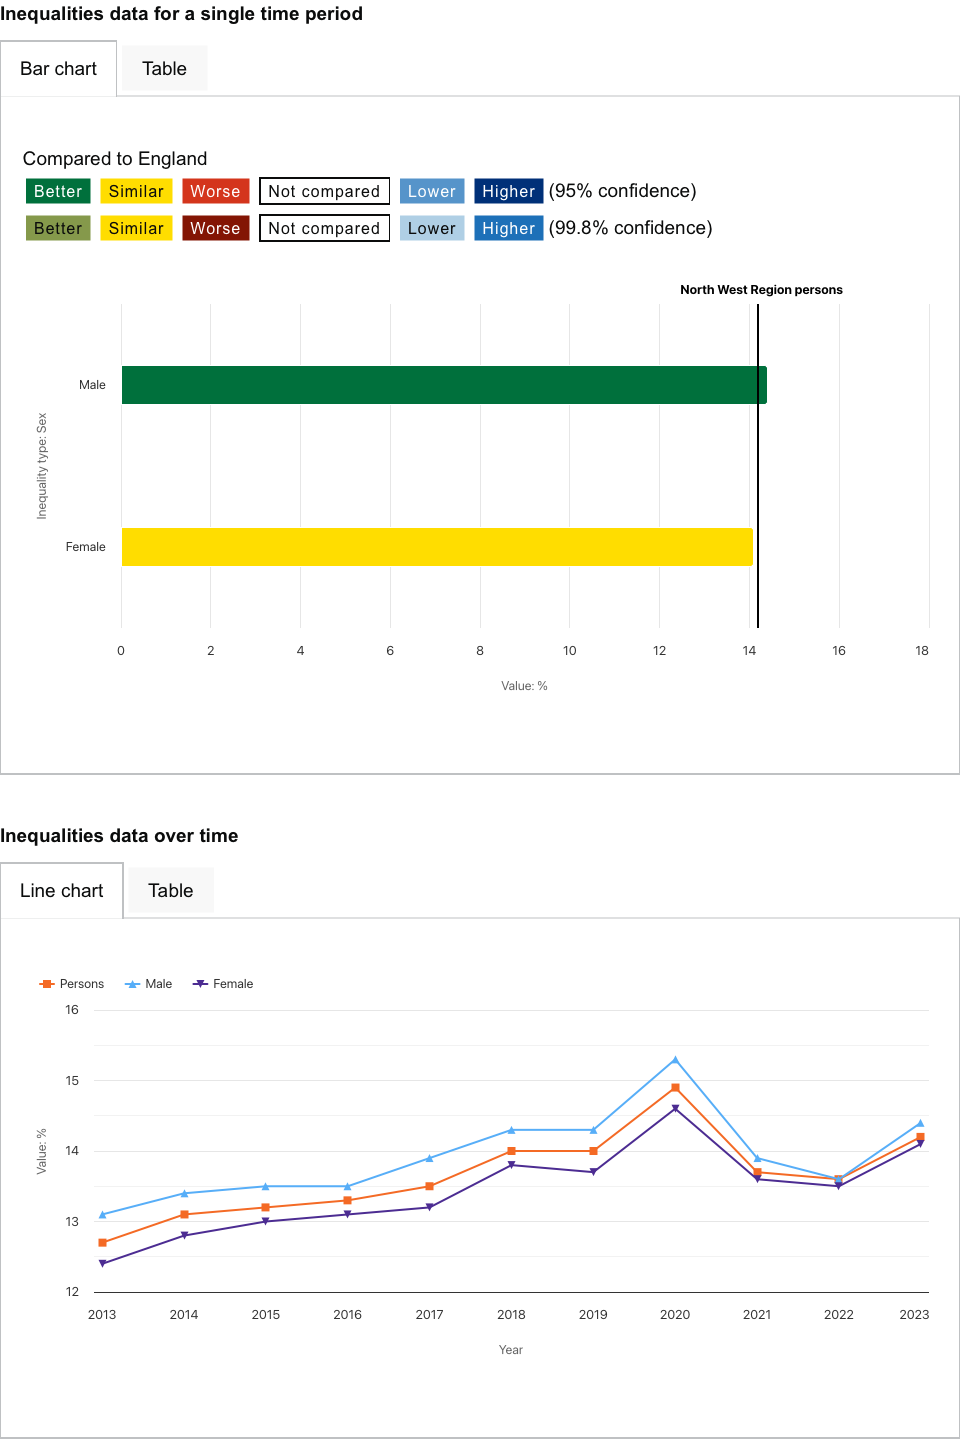 Inequalities data for a single time period
Bar chart Table
Compared to England
Better Similar Worse Not compared Lower Higher (95% confidence)
Better Similar Worse Not compared Lower Higher (99.8% confidence)
North West Region persons
Male
Inequality type: Sex
Female
0 2 4 6 8 10 12 14 16 18
Value: %
Inequalities data over time
Line chart Table
Persons Male Female
16
15
14
Value: %
13
12
2013 2014 2015 2016 2017 2018 2019 2020 2021 2022 2023
Year